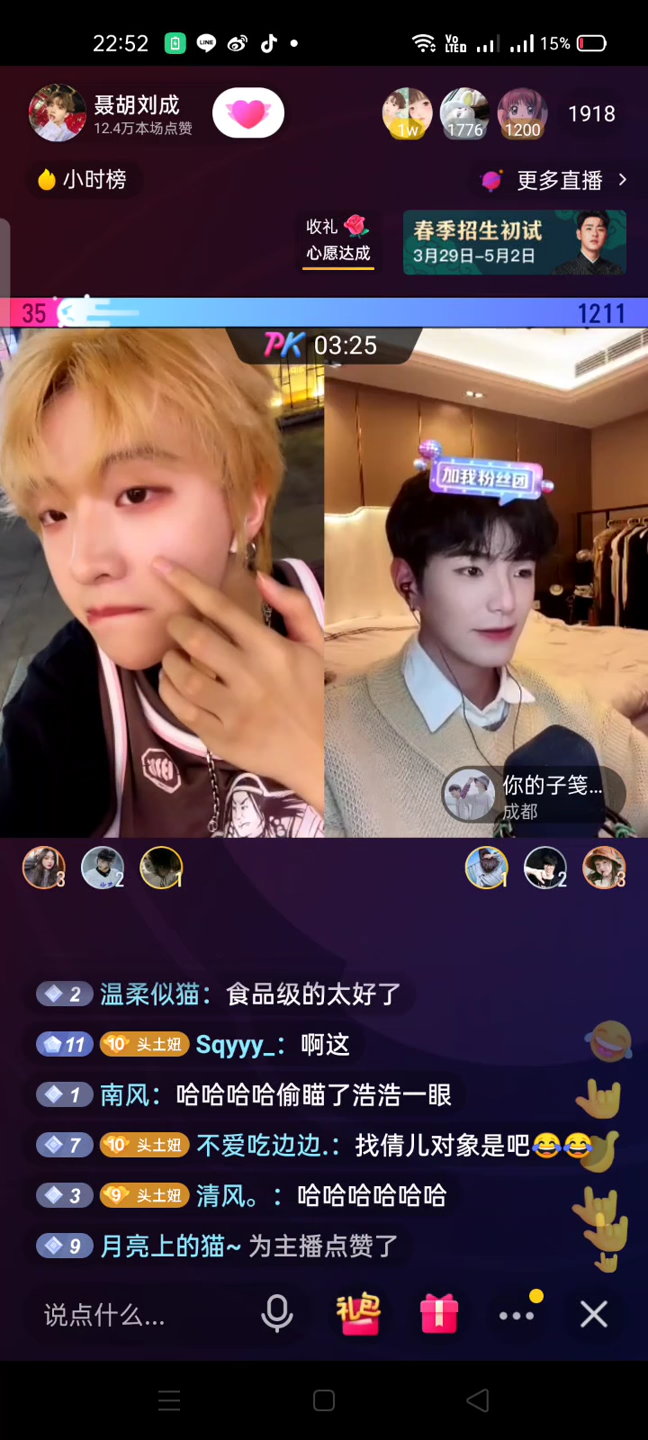 22:52
LINE
Vo
LTED
15%
聂胡刘成
12.4万本场点赞
1w
1776
1200
1918
小时榜
更多直播
收礼
心愿达成
春季招生初试
3月29日-5月2日
35
1211
PK 03:25
加我粉丝团
你的子笺...
成都
3
2
1
1
2
3
2 温柔似猫：食品级的太好了
11 10 头土妞 Sqyyy_：啊这
1 南风：哈哈哈哈偷瞄了浩浩一眼
7 10 头土妞 不爱吃边边.：找倩儿对象是吧😂😂
3 9 头土妞 清风。：哈哈哈哈哈哈
9 月亮上的猫~ 为主播点赞了
说点什么...
礼包